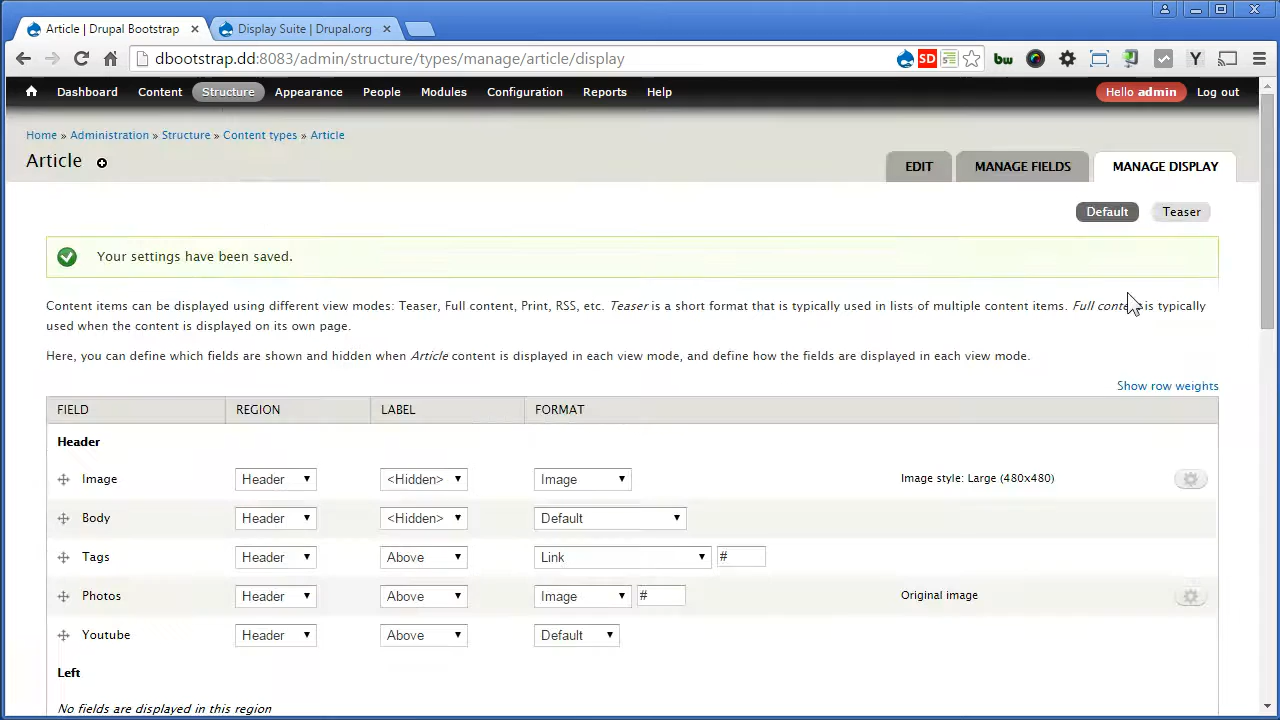 Article | Drupal Bootstrap × Display Suite | Drupal.org ×
dbootstrap.dd:8083/admin/structure/types/manage/article/display SD bw Y
Dashboard Content Structure Appearance People Modules Configuration Reports Help Hello admin Log out
Home » Administration » Structure » Content types » Article
Article
EDIT MANAGE FIELDS MANAGE DISPLAY
Default Teaser
Your settings have been saved.
Content items can be displayed using different view modes: Teaser, Full content, Print, RSS, etc. Teaser is a short format that is typically used in lists of multiple content items. Full is typically
used when the content is displayed on its own page.
Here, you can define which fields are shown and hidden when Article content is displayed in each view mode, and define how the fields are displayed in each view mode.
Show row weights
FIELD REGION LABEL FORMAT
Header
Image Header <Hidden> Image Image style: Large (480x480)
Body Header <Hidden> Default
Tags Header Above Link #
Photos Header Above Image # Original image
Youtube Header Above Default
Left
No fields are displayed in this region